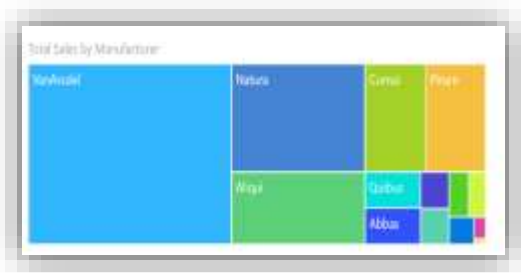 Total Sales by Manufacturer
VanArsdel
Natura
Aliqui
Currus
Pirum
Quibus
Abbas